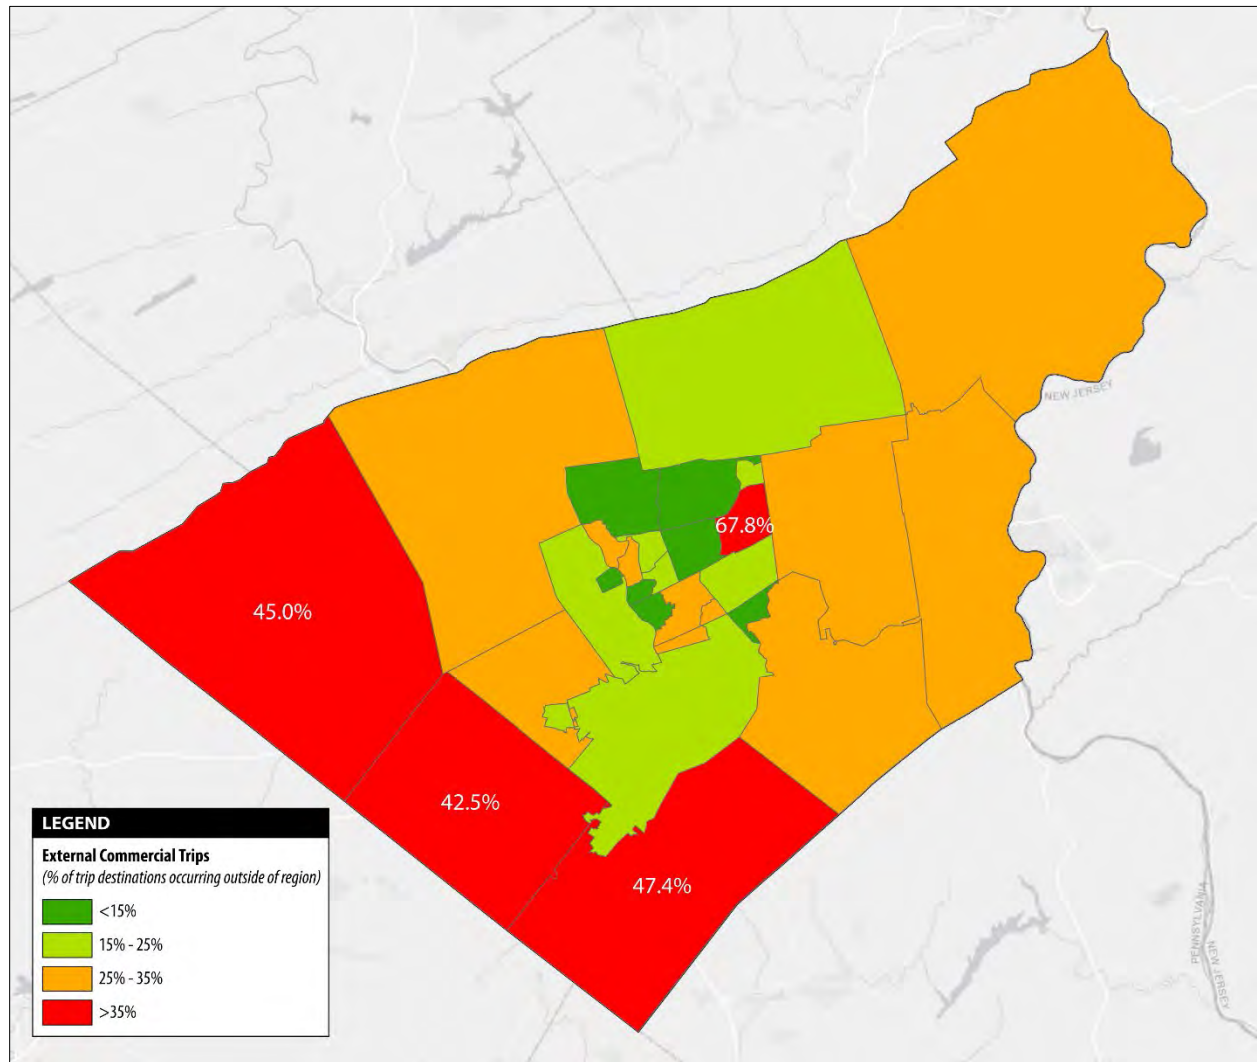 NEW JERSEY
67.8%
45.0%
42.5%
47.4%
PENNSYLVANIA
NEW JERSEY
LEGEND
External Commercial Trips
(% of trip destinations occurring outside of region)
<15%
15% - 25%
25% - 35%
>35%